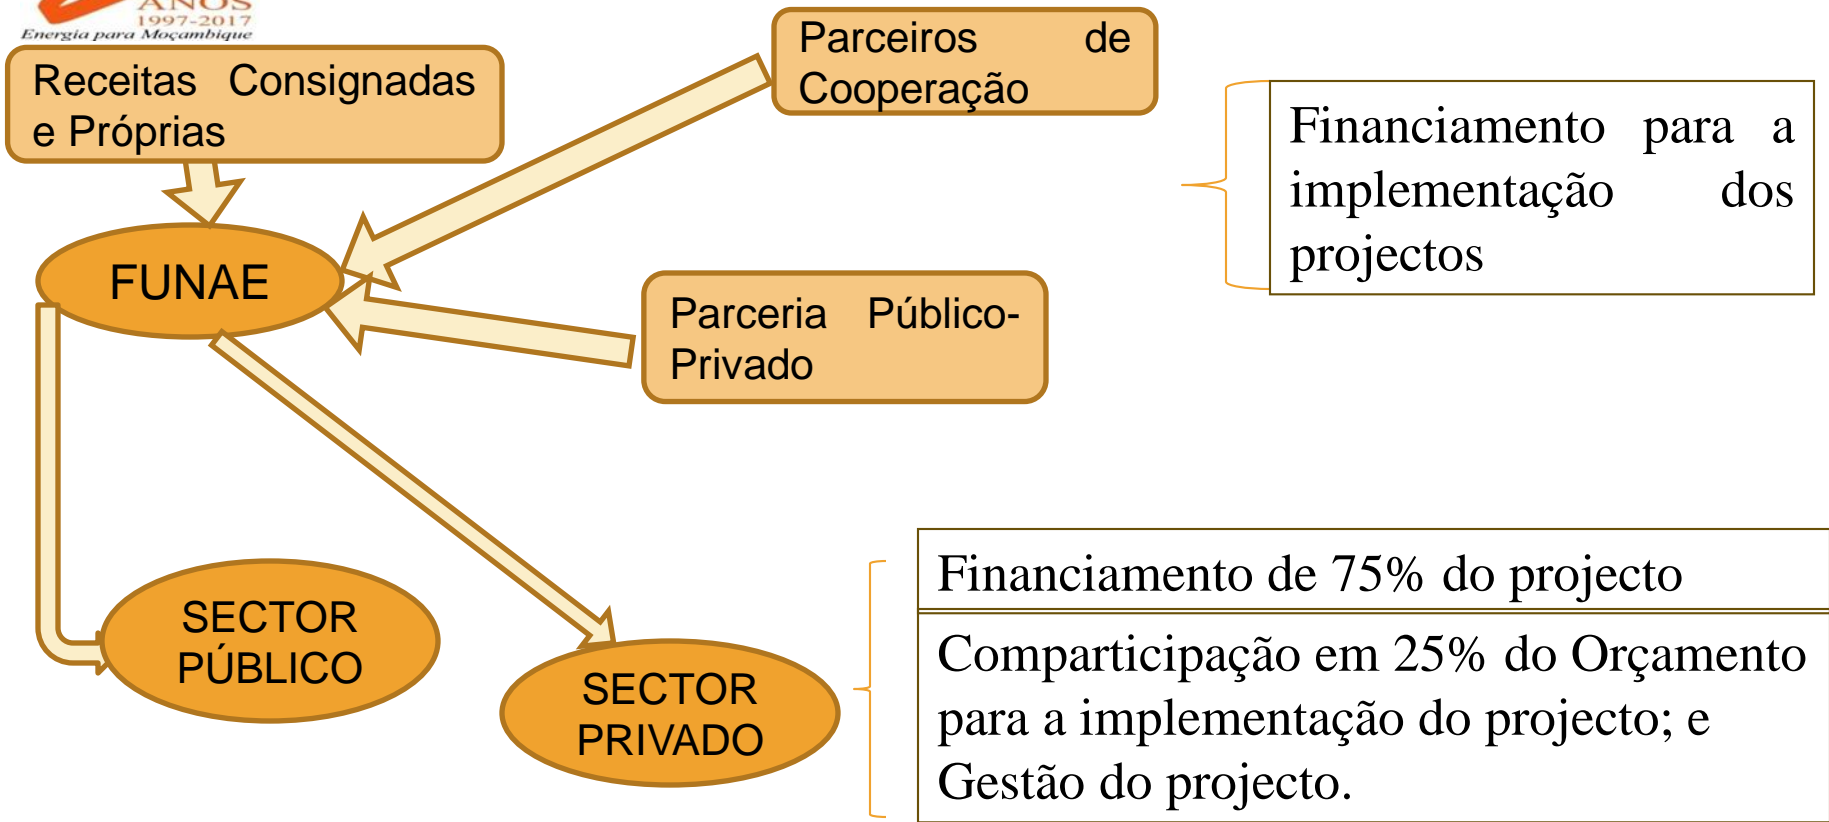 ANOS
1997-2017
Energia para Moçambique
Receitas Consignadas
e Próprias
Parceiros de
Cooperação
Financiamento para a
implementação dos
projectos
FUNAE
Parceria Público-
Privado
SECTOR
PÚBLICO
SECTOR
PRIVADO
Financiamento de 75% do projecto
Comparticipação em 25% do Orçamento
para a implementação do projecto; e
Gestão do projecto.